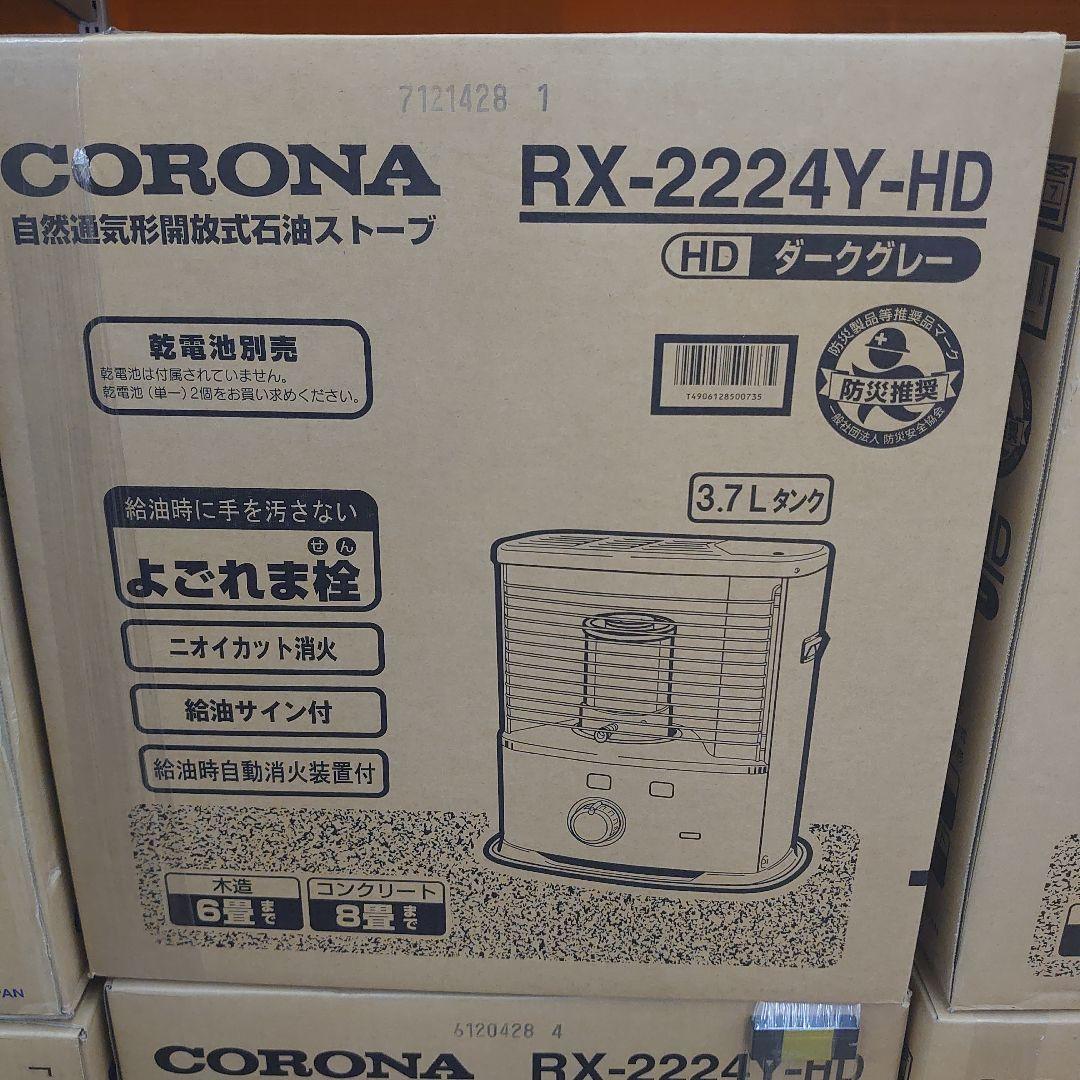 7121428 1
CORONA
RX-2224Y-HD
自然通気形開放式石油ストーブ
HD ダークグレー
乾電池別売
乾電池は付属されていません。
乾電池(単一)2個をお買い求めください。
T4906128500735
防災製品等推奨品マーク
防災推奨
一般社団法人 防災安全協会
3.7Lタンク
給油時に手を汚さない
せん
よごれま栓
ニオイカット消火
給油サイン付
給油時自動消火装置付
木造
6畳まで
コンクリート
8畳まで
6120428 4
CORONA
RX-2224Y-HD